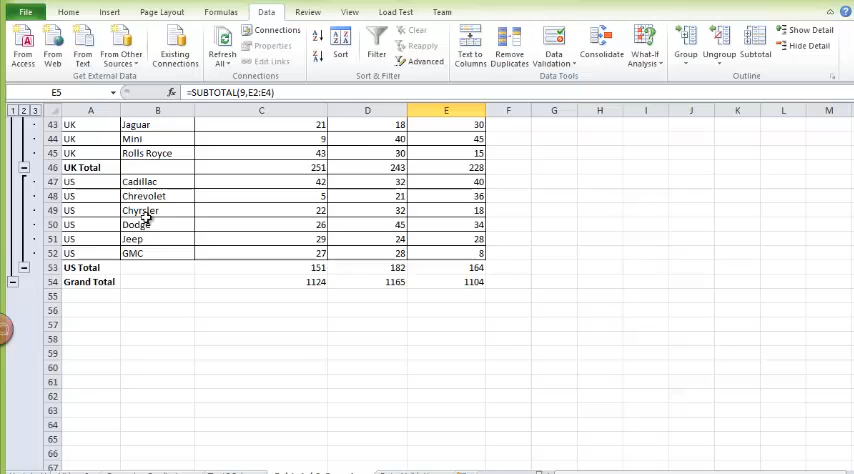 File Home Insert Page Layout Formulas Data Review View Load Test Team
From Access From Web From Text From Other Sources Existing Connections Refresh All Connections Properties Edit Links Sort Filter Clear Reapply Advanced Text to Columns Remove Duplicates Data Validation Consolidate What-If Analysis Group Ungroup Subtotal Show Detail Hide Detail
Get External Data Connections Sort & Filter Data Tools Outline
E5 fx =SUBTOTAL(9,E2:E4)
1 2 3 A B C D E F G H I J K L M
43 UK Jaguar 21 18 30
44 UK Mini 9 40 45
45 UK Rolls Royce 43 30 15
46 UK Total 251 243 228
47 US Cadillac 42 32 40
48 US Chrevolet 5 21 36
49 US Chyrsler 22 32 18
50 US Dodge 26 45 34
51 US Jeep 29 24 28
52 US GMC 27 28 8
53 US Total 151 182 164
54 Grand Total 1124 1165 1104
55
56
57
58
59
60
61
62
63
64
65
66
67